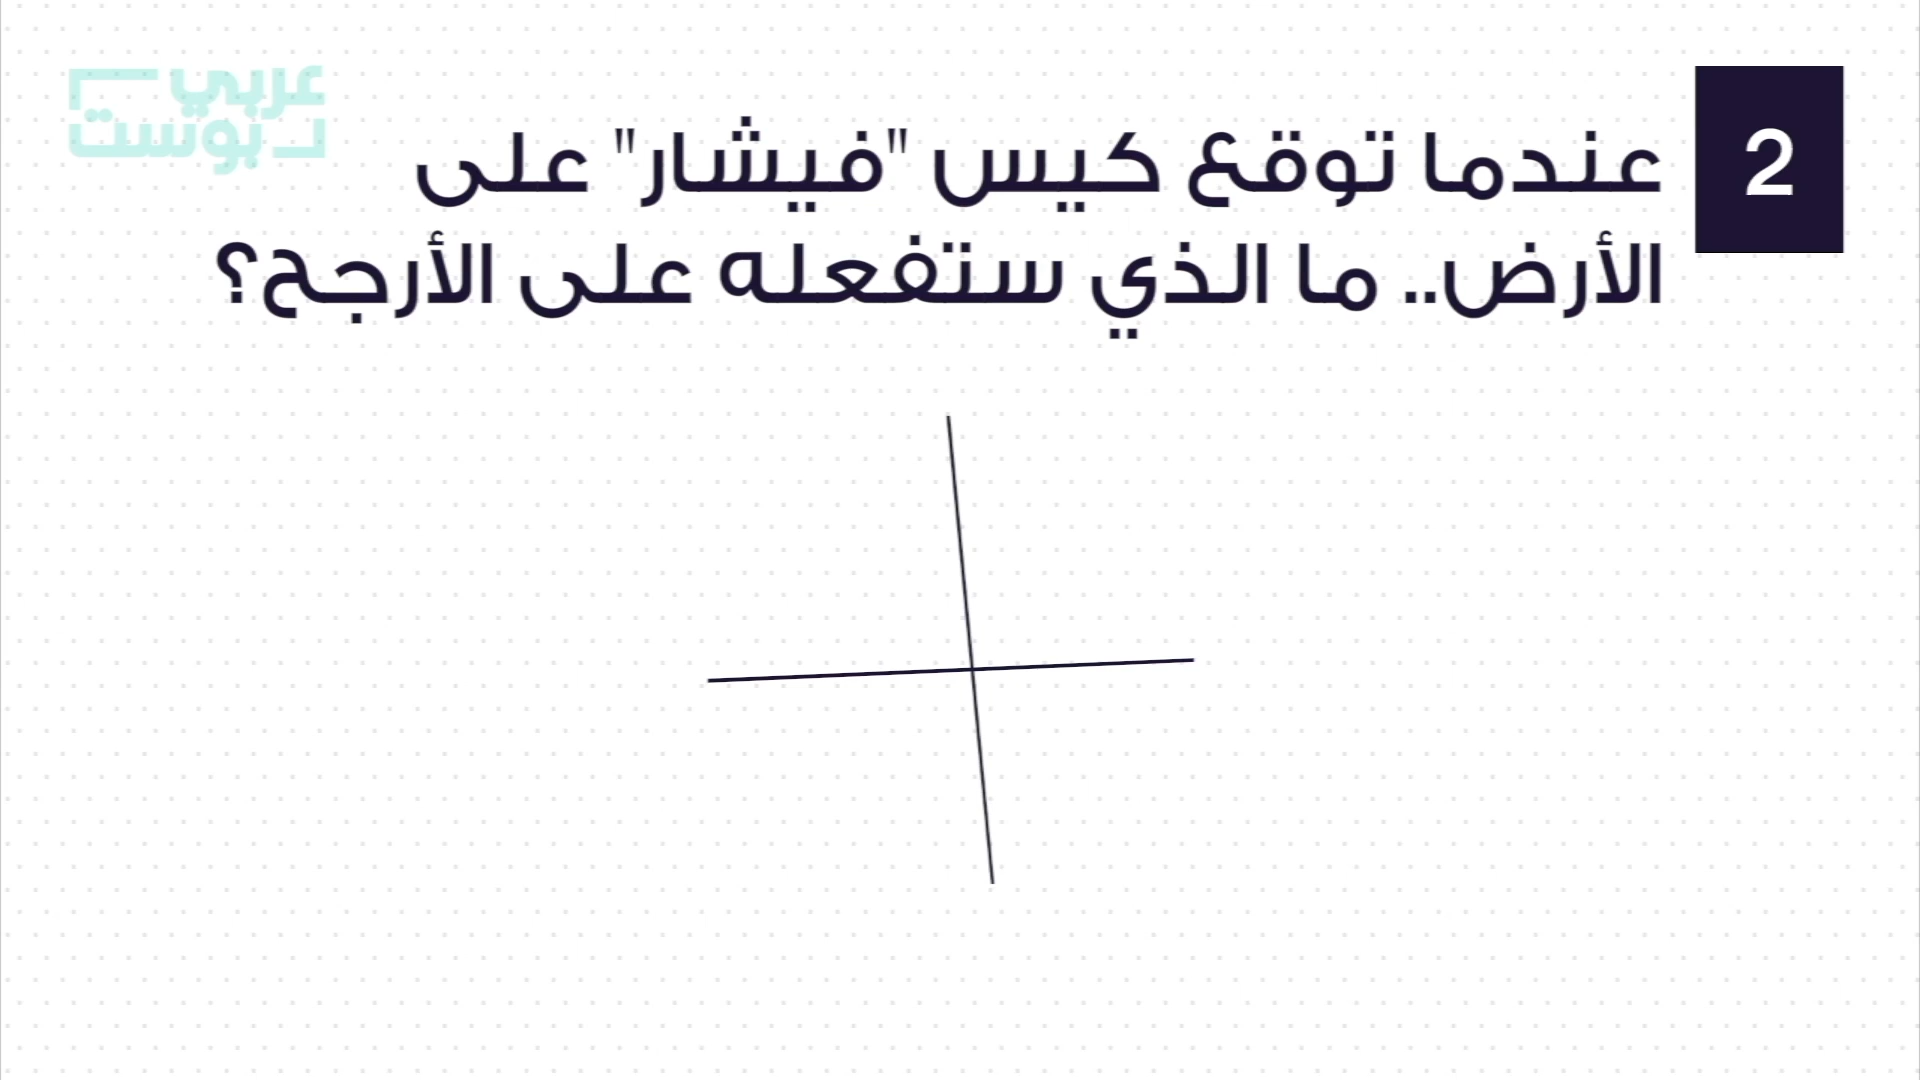 2
عندما توقع كيس "فيشار" على
الأرض.. ما الذي ستفعله على الأرجح؟
عربي
بوست